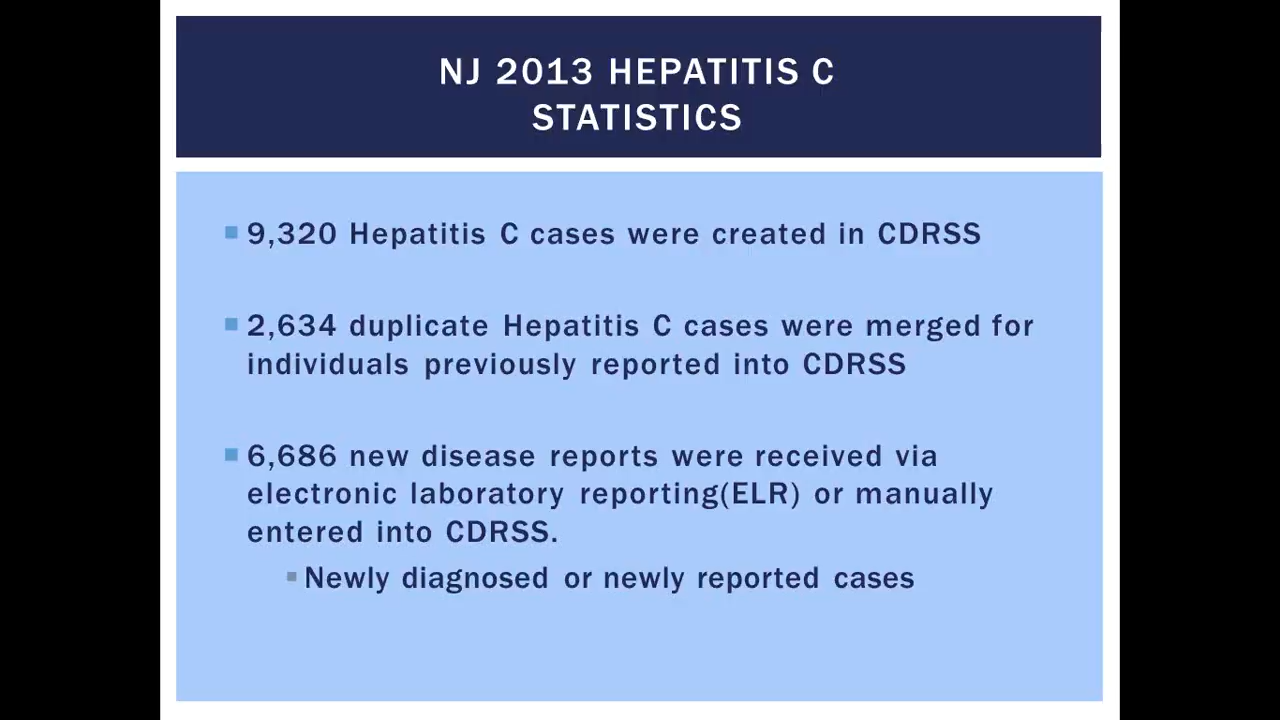 NJ 2013 HEPATITIS C
STATISTICS
9,320 Hepatitis C cases were created in CDRSS
2,634 duplicate Hepatitis C cases were merged for
individuals previously reported into CDRSS
6,686 new disease reports were received via
electronic laboratory reporting(ELR) or manually
entered into CDRSS.
Newly diagnosed or newly reported cases